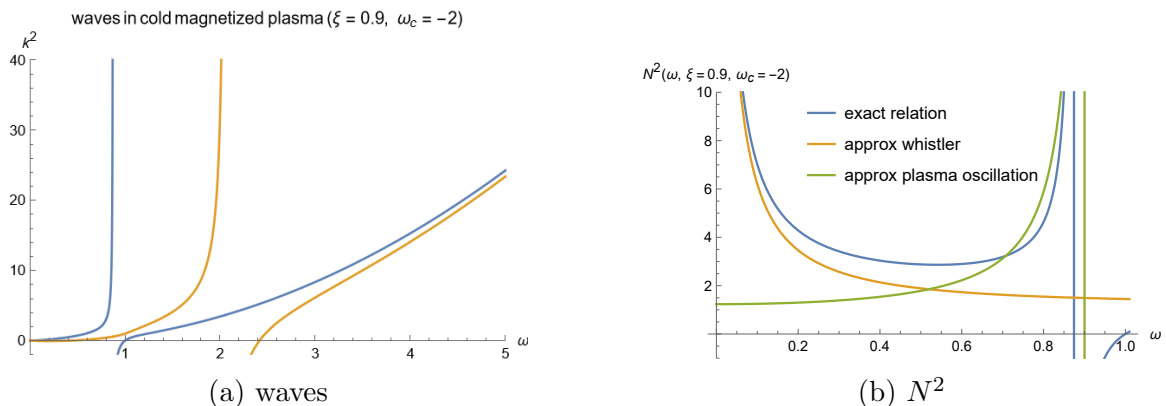 waves in cold magnetized plasma (ξ = 0.9, ω_c = −2)
k²
40
30
20
10
0
1
2
3
4
5
ω
(a) waves
N²(ω, ξ = 0.9, ω_c = −2)
10
8
6
4
2
0.2
0.4
0.6
0.8
1.0
ω
exact relation
approx whistler
approx plasma oscillation
(b) N²